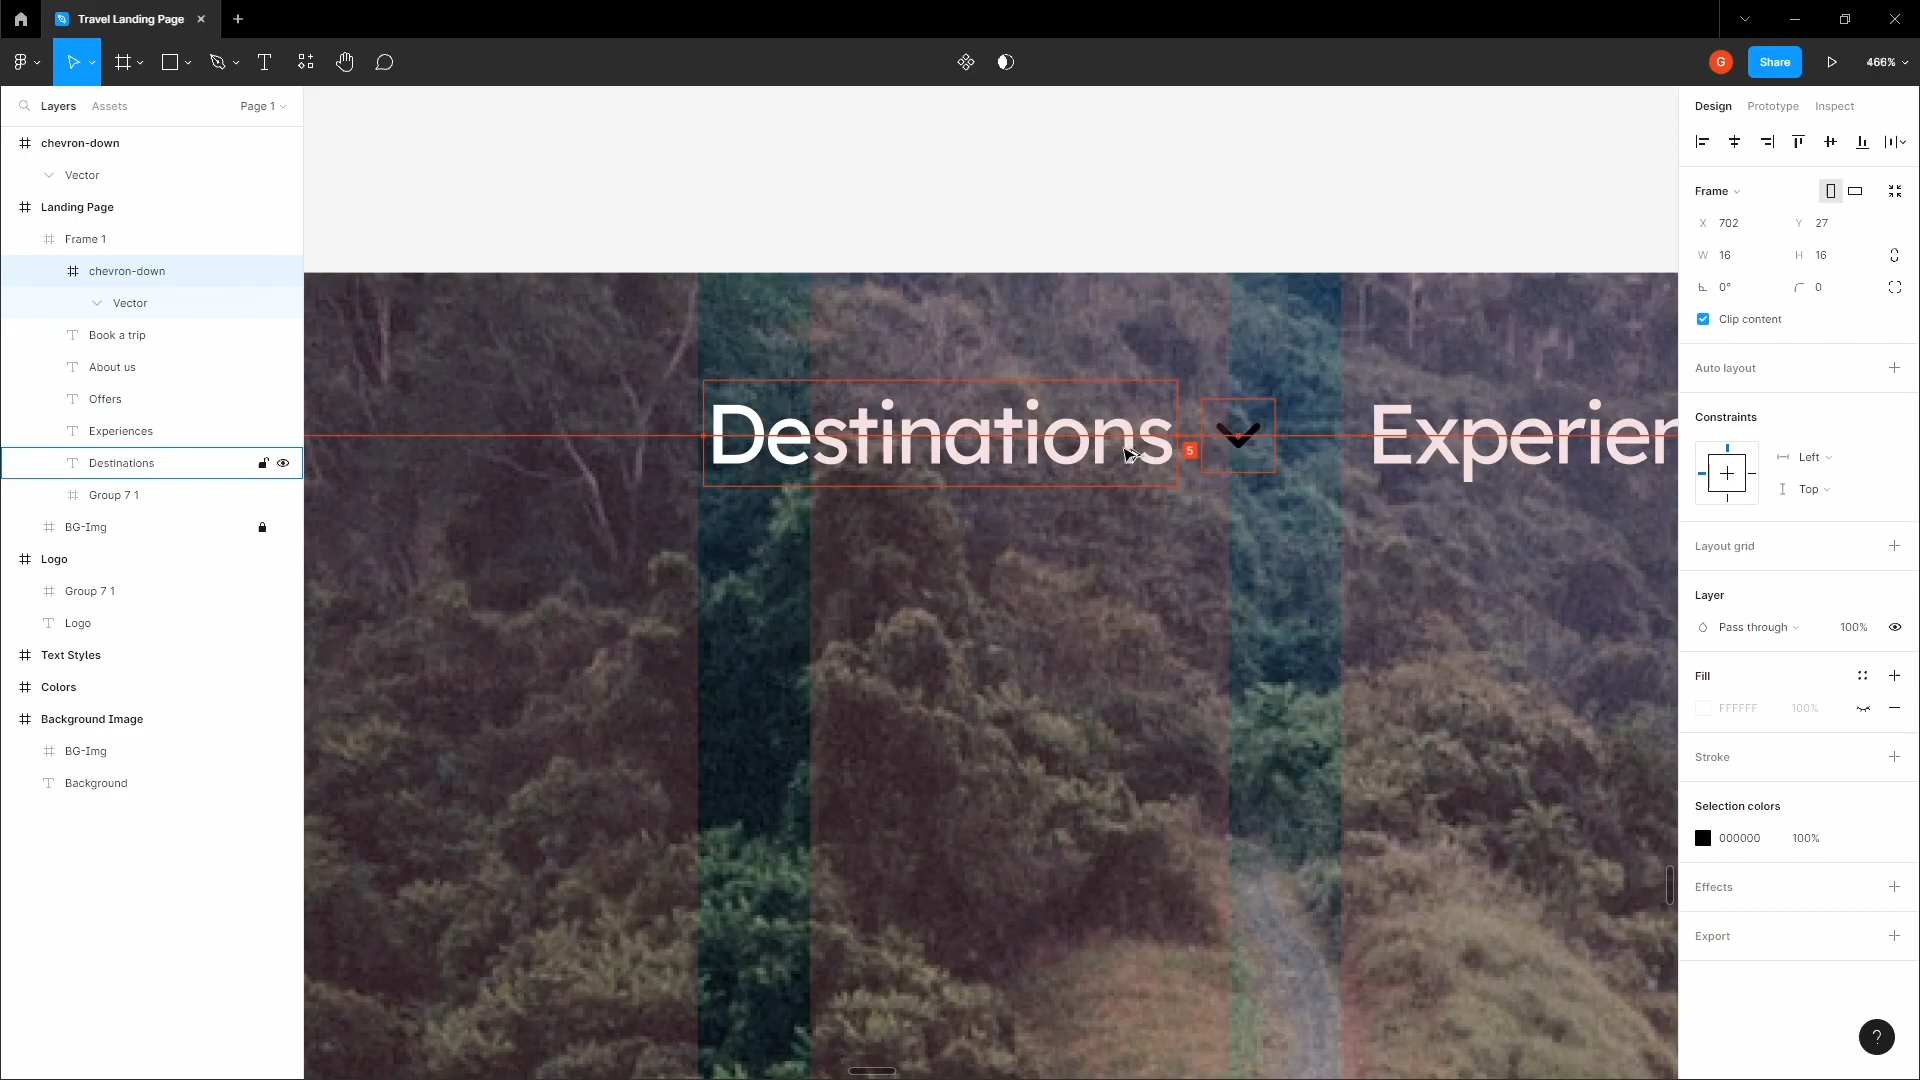 Travel Landing Page
G
Share
466%
Layers
Assets
Page 1
chevron-down
Vector
Landing Page
Frame 1
chevron-down
Vector
Book a trip
About us
Offers
Experiences
Destinations
Group 7 1
BG-Img
Logo
Group 7 1
Logo
Text Styles
Colors
Background Image
BG-Img
Background
Destinations
5
Experien
Design
Prototype
Inspect
Frame
X 702
Y 27
W 16
H 16
0°
0
Clip content
Auto layout
Constraints
Left
Top
Layout grid
Layer
Pass through
100%
Fill
FFFFFF
100%
Stroke
Selection colors
000000
100%
Effects
Export
?